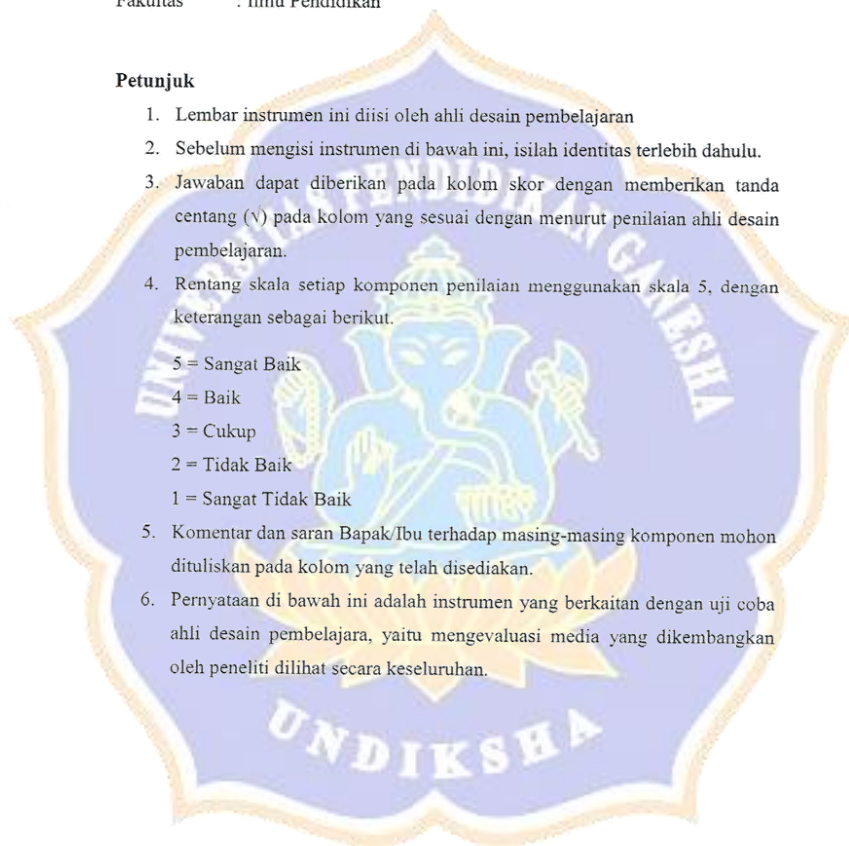 Fakultas : Ilmu Pendidikan
Petunjuk
1. Lembar instrumen ini diisi oleh ahli desain pembelajaran
2. Sebelum mengisi instrumen di bawah ini, isilah identitas terlebih dahulu.
3. Jawaban dapat diberikan pada kolom skor dengan memberikan tanda
centang (√) pada kolom yang sesuai dengan menurut penilaian ahli desain
pembelajaran.
4. Rentang skala setiap komponen penilaian menggunakan skala 5, dengan
keterangan sebagai berikut.
5 = Sangat Baik
4 = Baik
3 = Cukup
2 = Tidak Baik
1 = Sangat Tidak Baik
5. Komentar dan saran Bapak/Ibu terhadap masing-masing komponen mohon
dituliskan pada kolom yang telah disediakan.
6. Pernyataan di bawah ini adalah instrumen yang berkaitan dengan uji coba
ahli desain pembelajara, yaitu mengevaluasi media yang dikembangkan
oleh peneliti dilihat secara keseluruhan.
UNIVERSITAS PENDIDIKAN GANESHA
UNDIKSHA